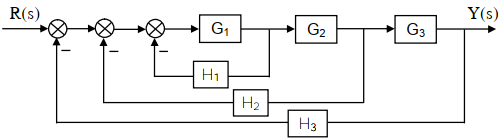 R(s)
Y(s)
G₁
G₂
G₃
H₁
H₂
H₃
−
−
−